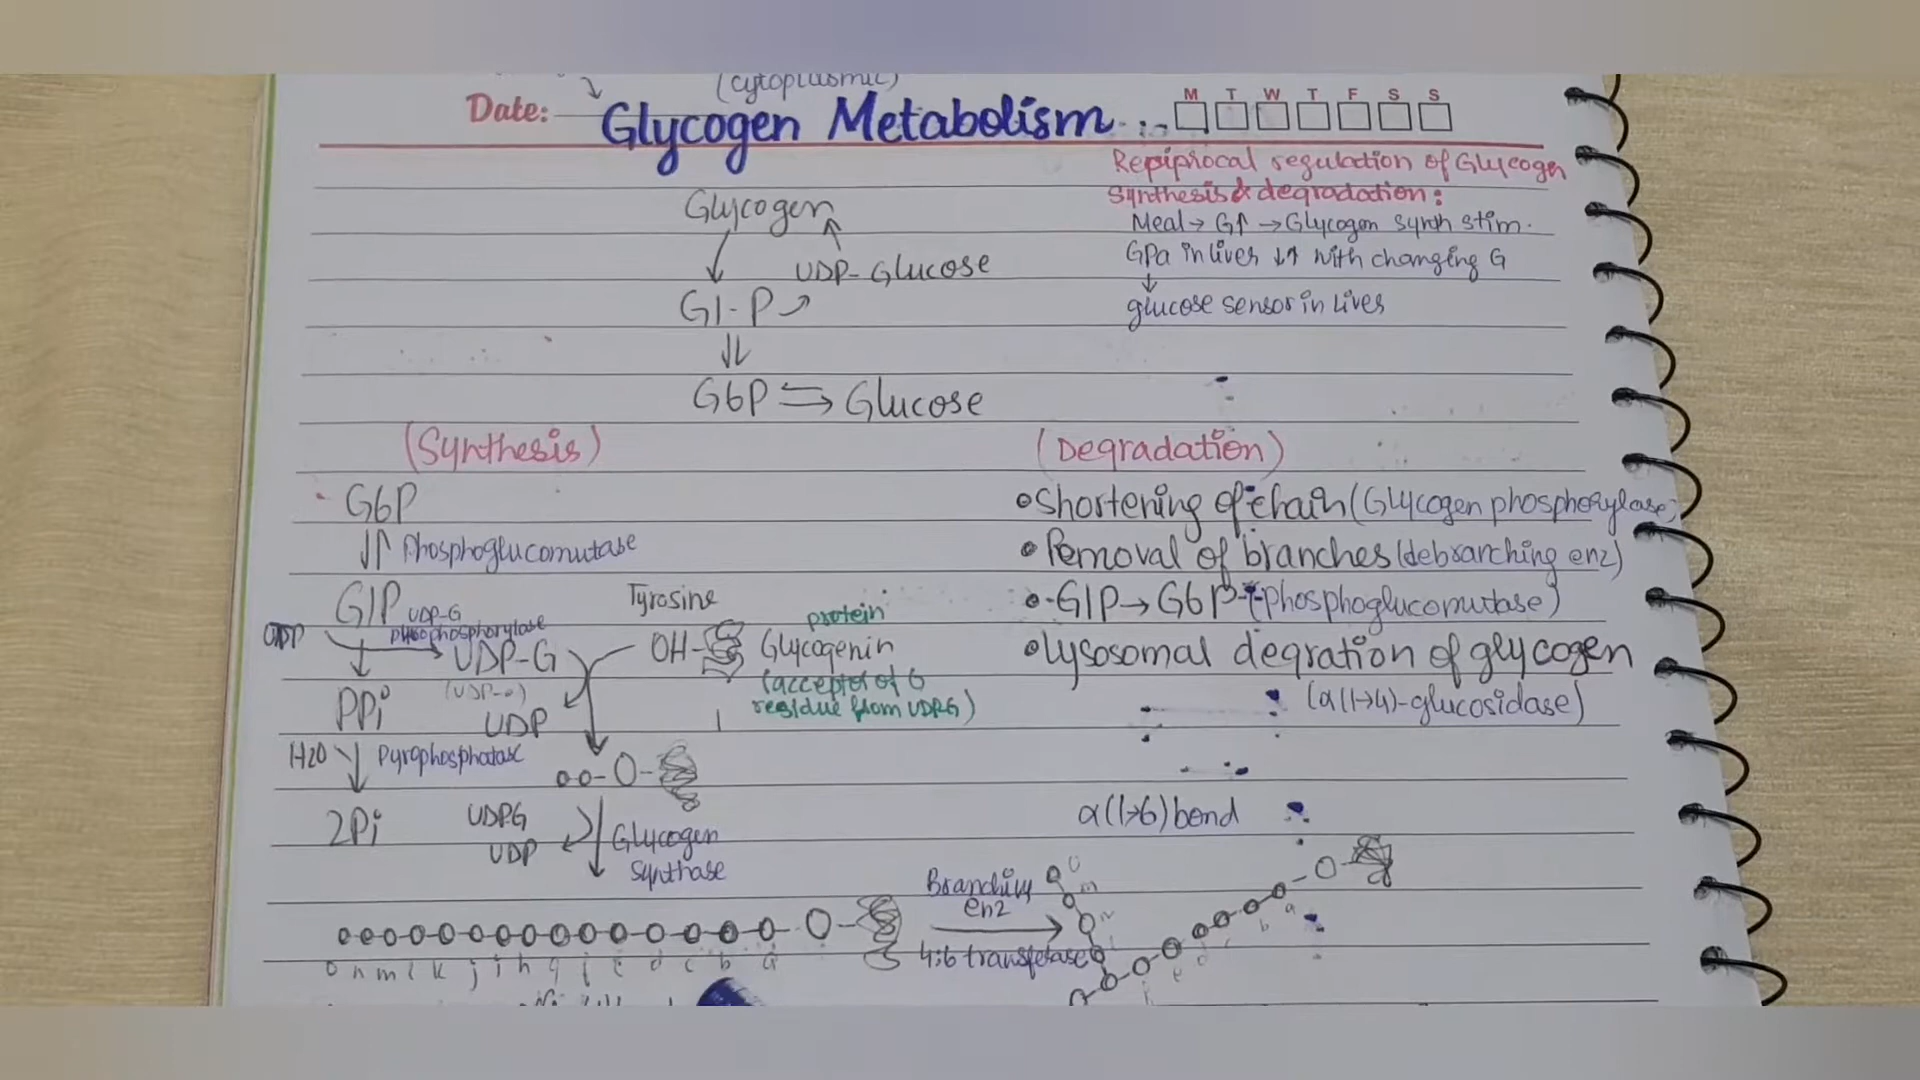 (cytoplasmic)
Date:
Glycogen Metabolism...
M T W T F S S
Repiprocal regulation of Glycogen
Synthesis & degradation:
Meal→ G↑ →Glycogen synth stim.
GPa in liver ↓↑ with changing G
↓
glucose sensor in liver
Glycogen
UDP-Glucose
G1-P
G6P ⇌ Glucose
(Synthesis)
G6P
Phosphoglucomutase
G1P UDP-G
phosphorylase
UDP-G
PPi
UDP
H2O
Pyrophosphatase
2Pi
Tyrosine
OH-
protein
Glycogenin
(acceptor of G
residue from UDPG)
oo-O-
UDPG
UDP
Glycogen
Synthase
o n m l k j i h g f e d c b a
Branching
enz
4:6 transferase
(Degradation)
•Shortening of chain (Glycogen phosphorylase)
•Removal of branches (debranching enz)
•G1P→G6P (phosphoglucomutase)
•Lysosomal degration of glycogen
(α(1→4)-glucosidase)
α(1→6) bond